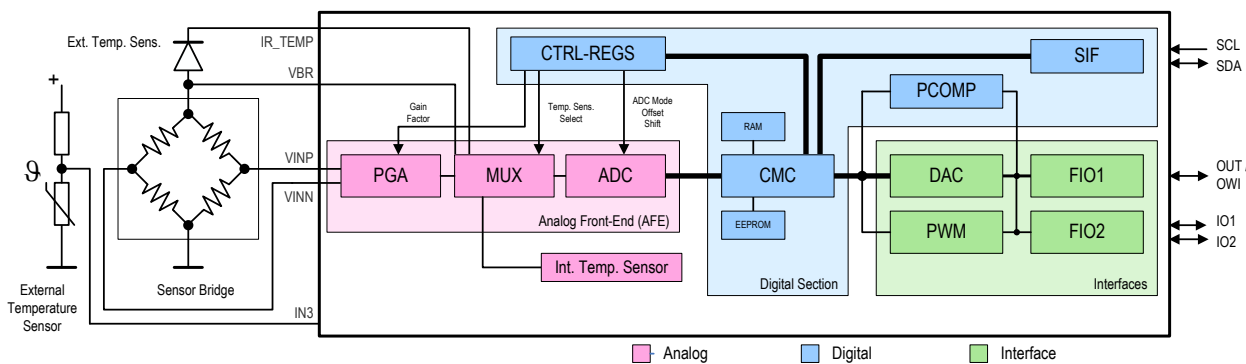 Ext. Temp. Sens.
IR_TEMP
VBR
CTRL-REGS
SIF
SCL
SDA
PCOMP
Gain
Factor
Temp. Sens.
Select
ADC Mode
Offset
Shift
RAM
+
ϑ
VINP
VINN
PGA
MUX
ADC
CMC
DAC
FIO1
OUT /
OWI
Analog Front-End (AFE)
EEPROM
PWM
FIO2
IO1
IO2
Int. Temp. Sensor
External
Temperature
Sensor
Sensor Bridge
Digital Section
Interfaces
IN3
Analog
Digital
Interface